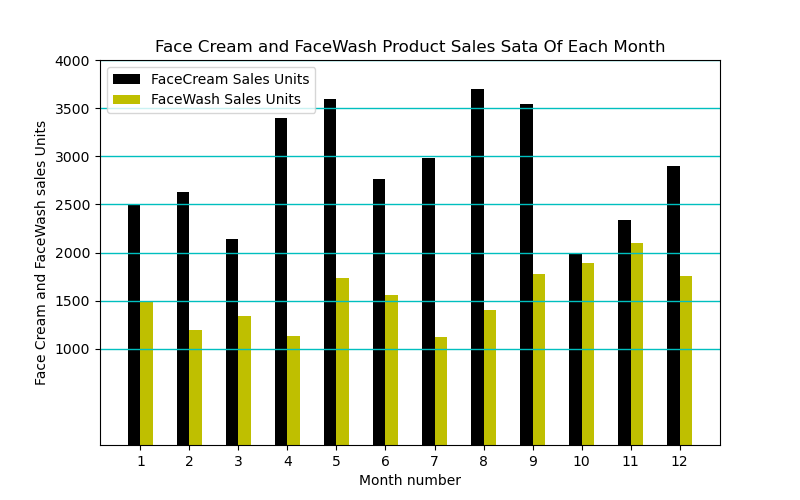 Face Cream and FaceWash Product Sales Sata Of Each Month
FaceCream Sales Units
FaceWash Sales Units
Face Cream and FaceWash sales Units
4000
3500
3000
2500
2000
1500
1000
1 2 3 4 5 6 7 8 9 10 11 12
Month number